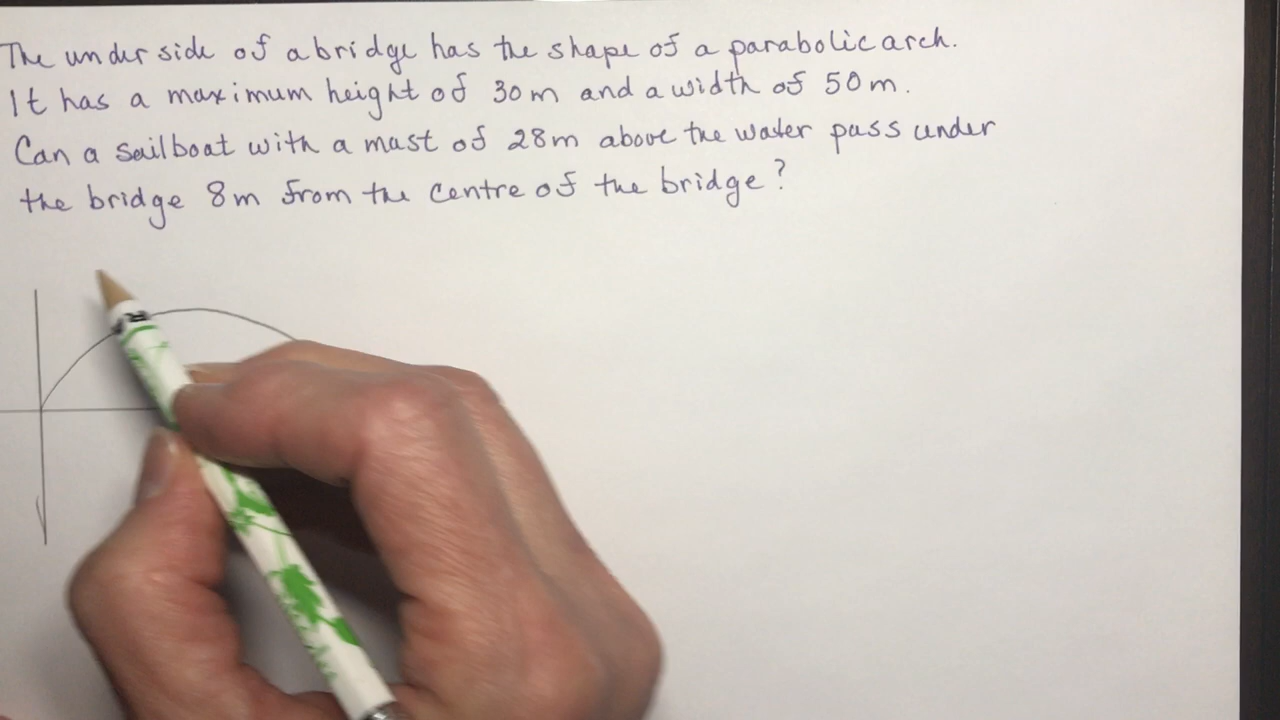 The under side of a bridge has the shape of a parabolic arch.
It has a maximum height of 30m and a width of 50m.
Can a sailboat with a mast of 28m above the water pass under
the bridge 8m from the centre of the bridge?